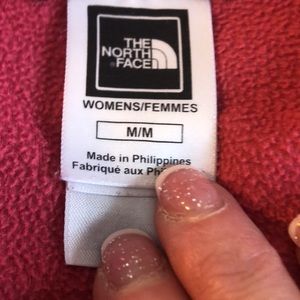 THE
NORTH
FACE
WOMENS/FEMMES
M/M
Made in Philippines
Fabriqué aux